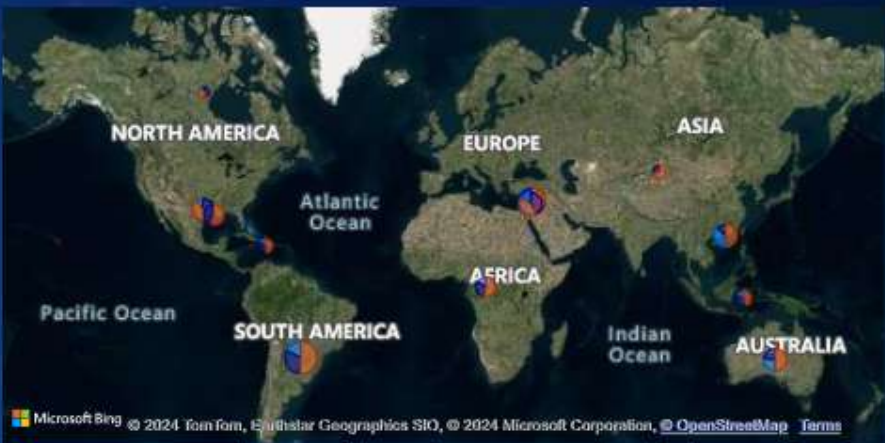 NORTH AMERICA
EUROPE
ASIA
Atlantic
Ocean
AFRICA
Pacific Ocean
SOUTH AMERICA
Indian
Ocean
AUSTRALIA
Microsoft Bing
© 2024 TomTom, Earthstar Geographics SIO, © 2024 Microsoft Corporation, © OpenStreetMap Terms